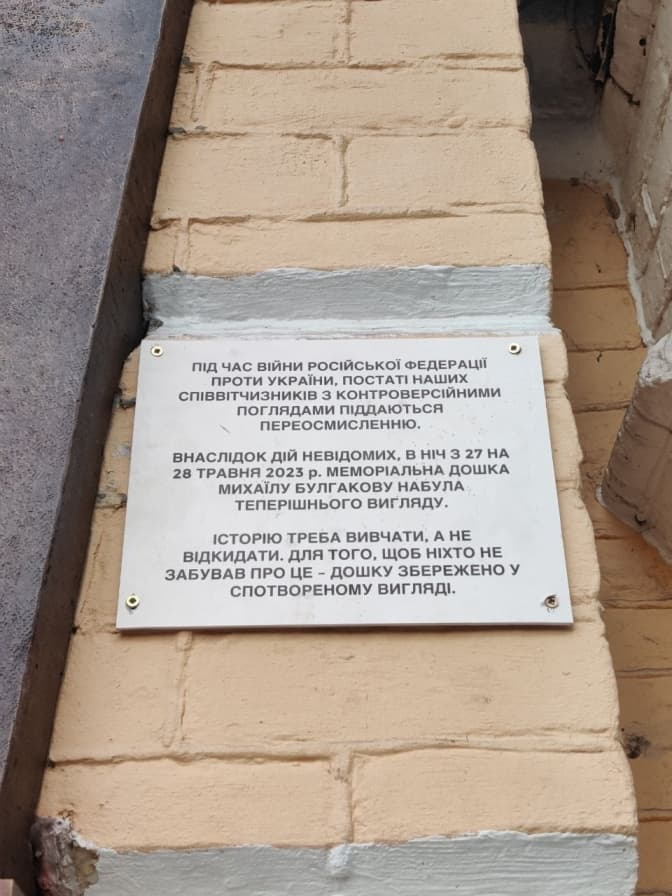 ПІД ЧАС ВІЙНИ РОСІЙСЬКОЇ ФЕДЕРАЦІЇ
ПРОТИ УКРАЇНИ, ПОСТАТІ НАШИХ
СПІВВІТЧИЗНИКІВ З КОНТРОВЕРСІЙНИМИ
ПОГЛЯДАМИ ПІДДАЮТЬСЯ
ПЕРЕОСМИСЛЕННЮ.
ВНАСЛІДОК ДІЙ НЕВІДОМИХ, В НІЧ З 27 НА
28 ТРАВНЯ 2023 р. МЕМОРІАЛЬНА ДОШКА
МИХАЇЛУ БУЛГАКОВУ НАБУЛА
ТЕПЕРІШНЬОГО ВИГЛЯДУ.
ІСТОРІЮ ТРЕБА ВИВЧАТИ, А НЕ
ВІДКИДАТИ. ДЛЯ ТОГО, ЩОБ НІХТО НЕ
ЗАБУВАВ ПРО ЦЕ – ДОШКУ ЗБЕРЕЖЕНО У
СПОТВОРЕНОМУ ВИГЛЯДІ.